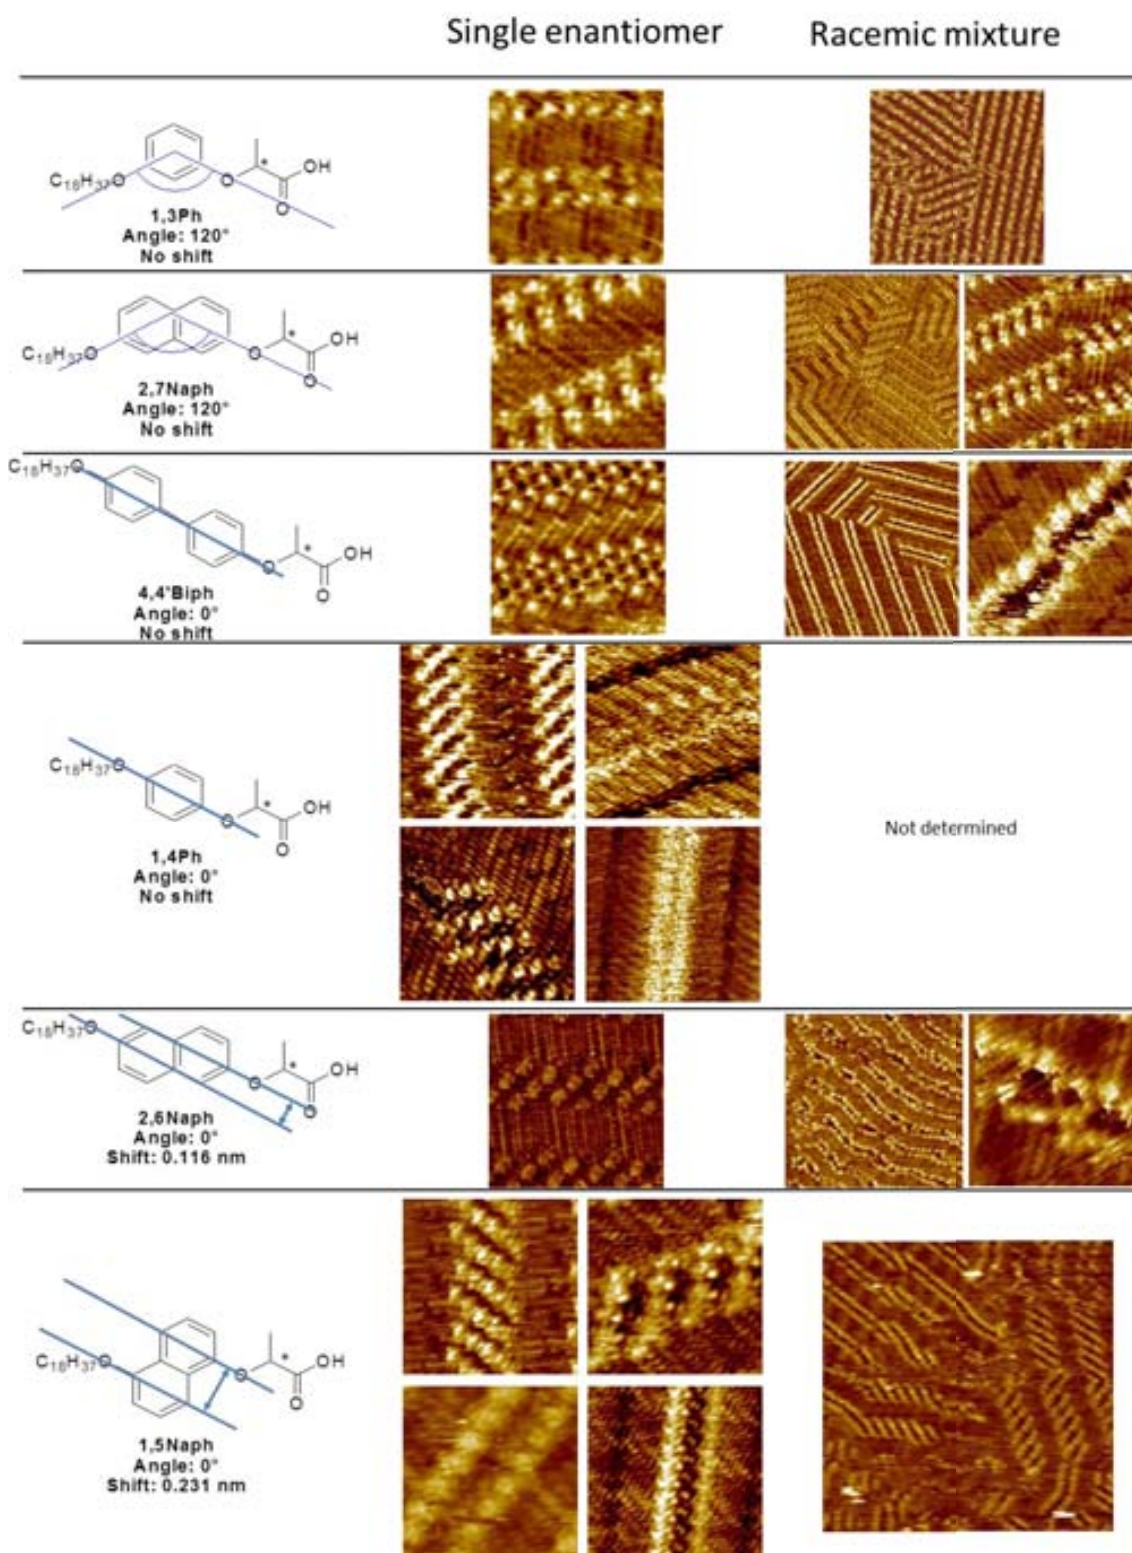 Single enantiomer Racemic mixture
C18H37O O * OH O
1,3Ph
Angle: 120°
No shift
C18H37O O * OH O
2,7Naph
Angle: 120°
No shift
C18H37O O * OH O
4,4'Biph
Angle: 0°
No shift
C18H37O O * OH O
1,4Ph
Angle: 0°
No shift
Not determined
C18H37O O * OH O
2,6Naph
Angle: 0°
Shift: 0.116 nm
C18H37O O * OH O
1,5Naph
Angle: 0°
Shift: 0.231 nm